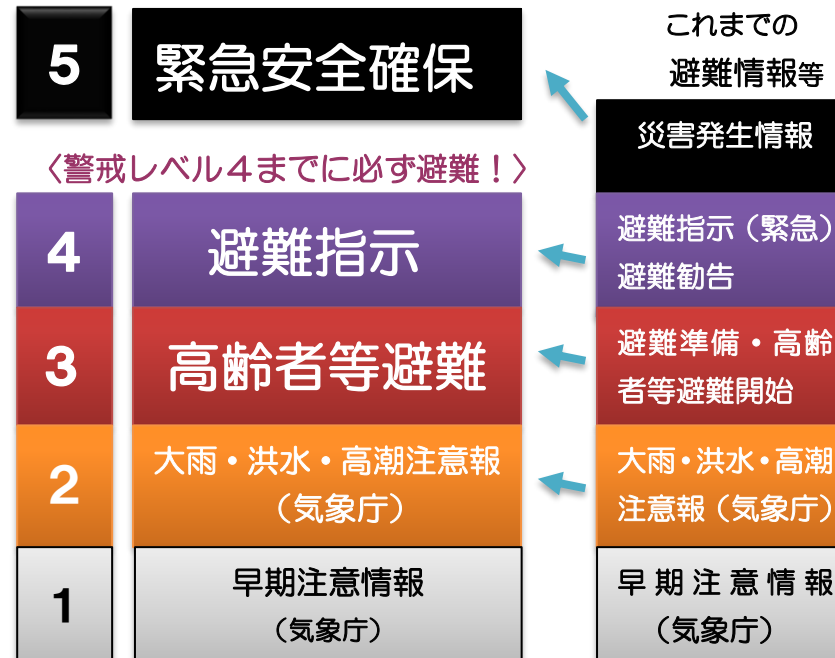 5
緊急安全確保
〈警戒レベル４までに必ず避難！〉
4
避難指示
3
高齢者等避難
2
大雨・洪水・高潮注意報
（気象庁）
1
早期注意情報
（気象庁）
これまでの
避難情報等
災害発生情報
避難指示（緊急）
避難勧告
避難準備・高齢
者等避難開始
大雨・洪水・高潮
注意報（気象庁）
早期注意情報
（気象庁）